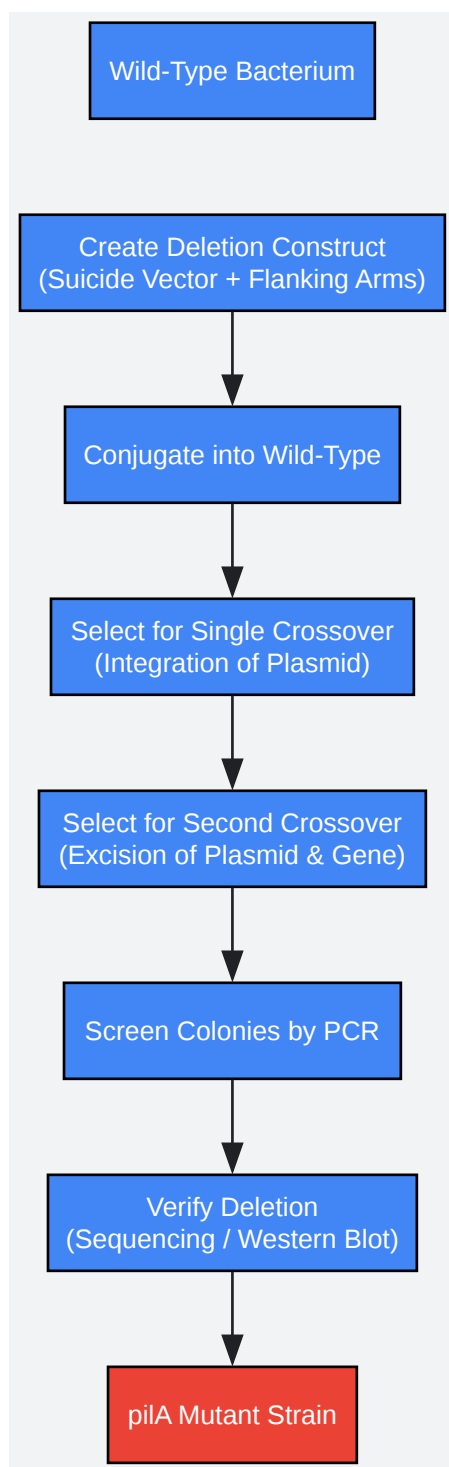 Wild-Type Bacterium
Create Deletion Construct
(Suicide Vector + Flanking Arms)
Conjugate into Wild-Type
Select for Single Crossover
(Integration of Plasmid)
Select for Second Crossover
(Excision of Plasmid & Gene)
Screen Colonies by PCR
Verify Deletion
(Sequencing / Western Blot)
pilA Mutant Strain